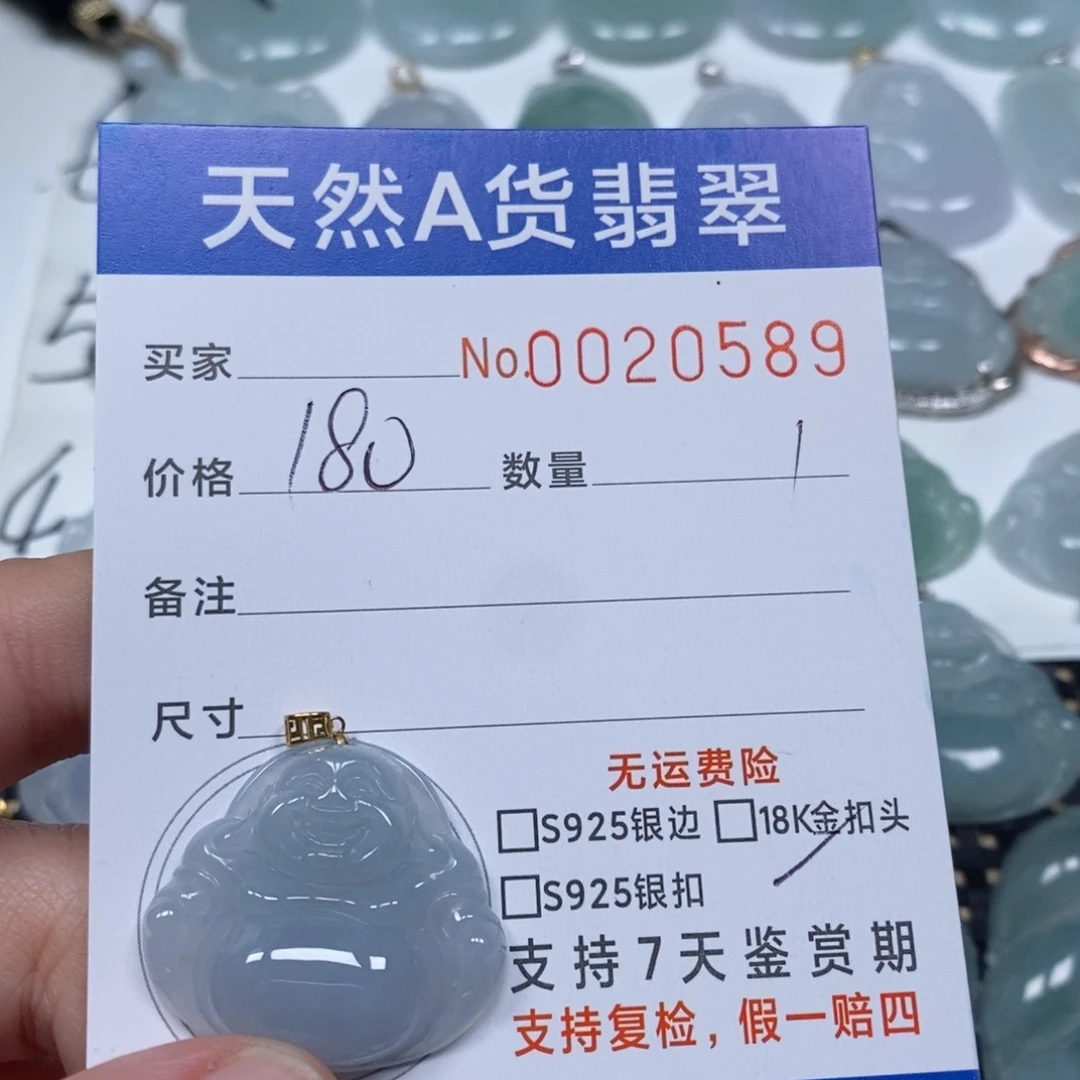 天然A货翡翠
买家 No.0020589
价格 180 数量 1
备注
尺寸
无运费险
□S925银边 □18K金扣头
□S925银扣
支持7天鉴赏期
支持复检，假一赔四
5
4